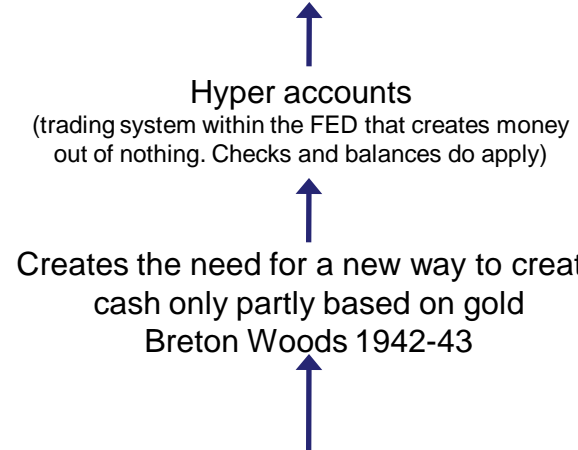 Hyper accounts
(trading system within the FED that creates money
out of nothing. Checks and balances do apply)
Creates the need for a new way to creat
cash only partly based on gold
Breton Woods 1942-43